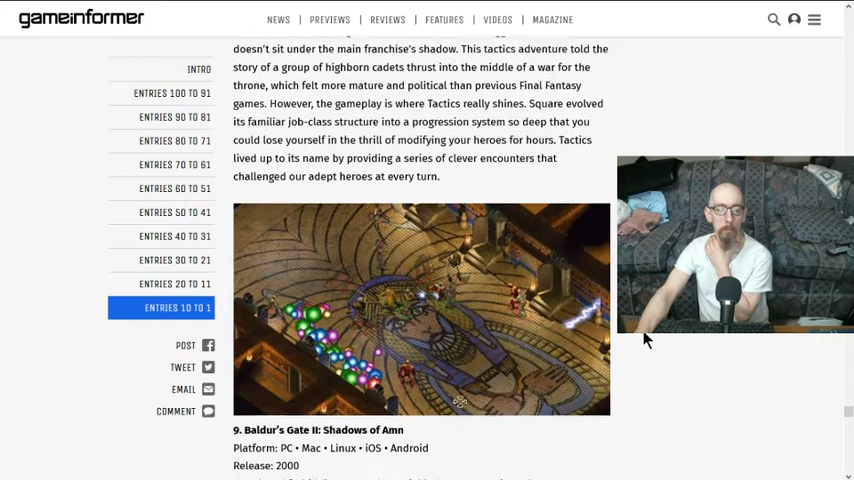 gameinformer
NEWS
PREVIEWS
REVIEWS
FEATURES
VIDEOS
MAGAZINE
INTRO
ENTRIES 100 TO 91
ENTRIES 90 TO 81
ENTRIES 80 TO 71
ENTRIES 70 TO 61
ENTRIES 60 TO 51
ENTRIES 50 TO 41
ENTRIES 40 TO 31
ENTRIES 30 TO 21
ENTRIES 20 TO 11
ENTRIES 10 TO 1
POST
TWEET
EMAIL
COMMENT
doesn't sit under the main franchise's shadow. This tactics adventure told the
story of a group of highborn cadets thrust into the middle of a war for the
throne, which felt more mature and political than previous Final Fantasy
games. However, the gameplay is where Tactics really shines. Square evolved
its familiar job-class structure into a progression system so deep that you
could lose yourself in the thrill of modifying your heroes for hours. Tactics
lived up to its name by providing a series of clever encounters that
challenged our adept heroes at every turn.
9. Baldur's Gate II: Shadows of Amn
Platform: PC • Mac • Linux • iOS • Android
Release: 2000